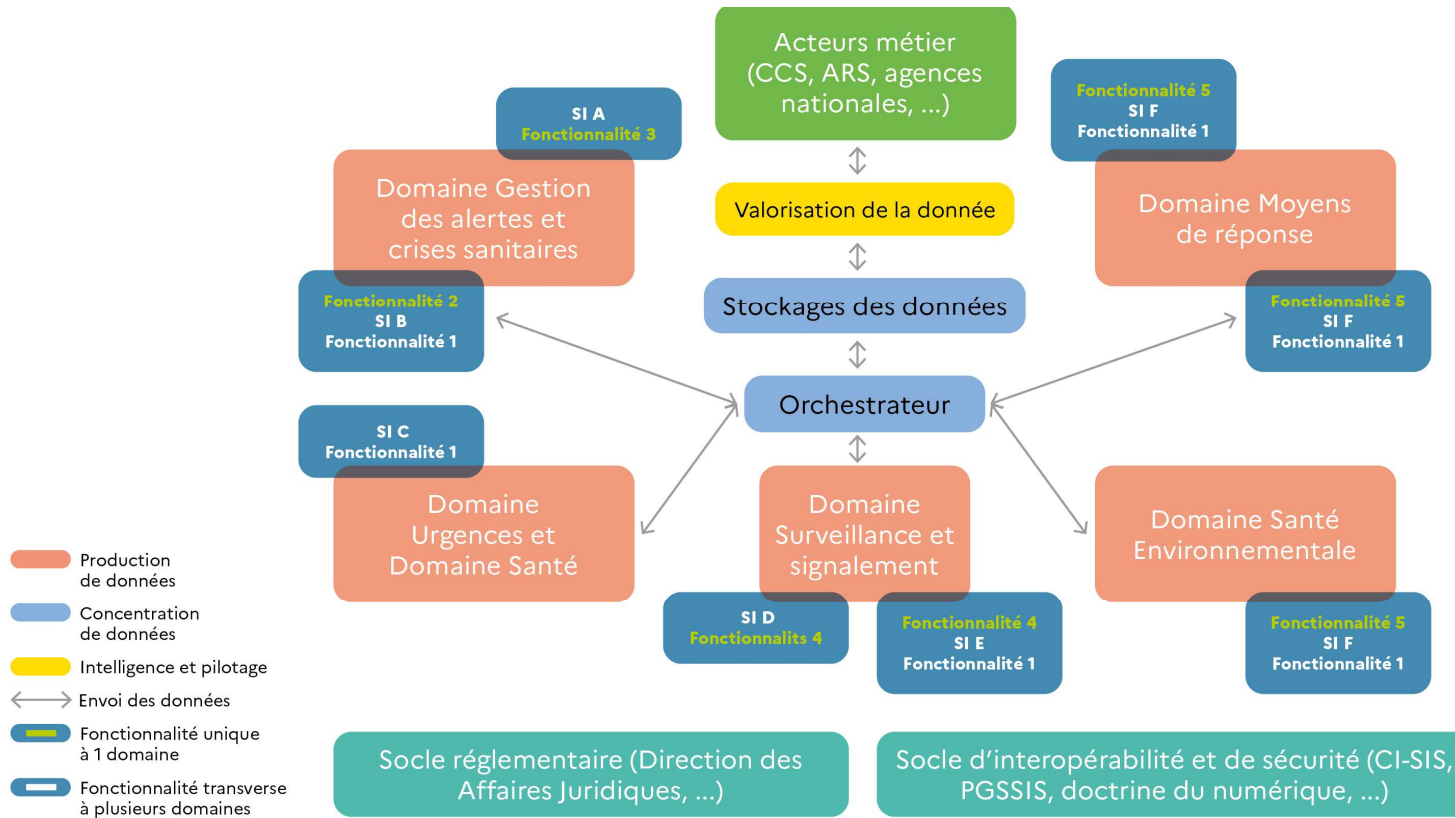 Acteurs métier
(CCS, ARS, agences
nationales, ...)
SI A
Fonctionnalité 3
Fonctionnalité 5
SI F
Fonctionnalité 1
Domaine Gestion
des alertes et
crises sanitaires
Valorisation de la donnée
Domaine Moyens
de réponse
Fonctionnalité 2
SI B
Fonctionnalité 1
Stockages des données
Fonctionnalité 5
SI F
Fonctionnalité 1
Orchestrateur
SI C
Fonctionnalité 1
Domaine
Urgences et
Domaine Santé
Domaine
Surveillance et
signalement
Domaine Santé
Environnementale
SI D
Fonctionnalits 4
Fonctionnalité 4
SI E
Fonctionnalité 1
Fonctionnalité 5
SI F
Fonctionnalité 1
Production
de données
Concentration
de données
Intelligence et pilotage
Envoi des données
Fonctionnalité unique
à 1 domaine
Fonctionnalité transverse
à plusieurs domaines
Socle réglementaire (Direction des
Affaires Juridiques, ...)
Socle d’interopérabilité et de sécurité (CI-SIS,
PGSSIS, doctrine du numérique, ...)